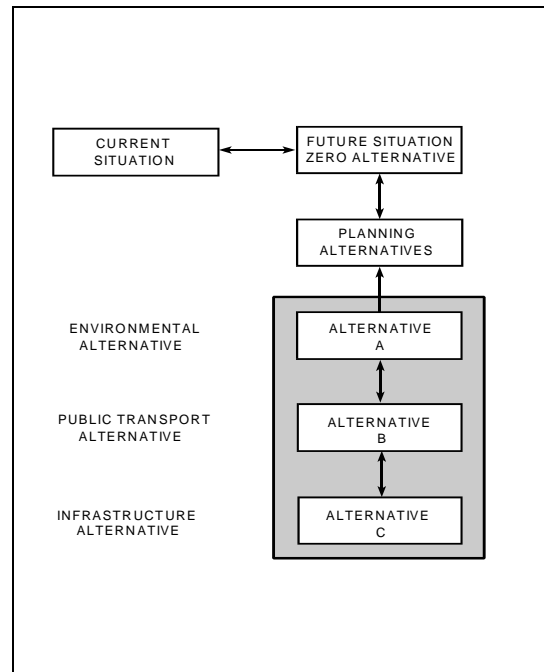 CURRENT
SITUATION
FUTURE SITUATION
ZERO ALTERNATIVE
PLANNING
ALTERNATIVES
ENVIRONMENTAL
ALTERNATIVE
ALTERNATIVE
A
PUBLIC TRANSPORT
ALTERNATIVE
ALTERNATIVE
B
INFRASTRUCTURE
ALTERNATIVE
ALTERNATIVE
C